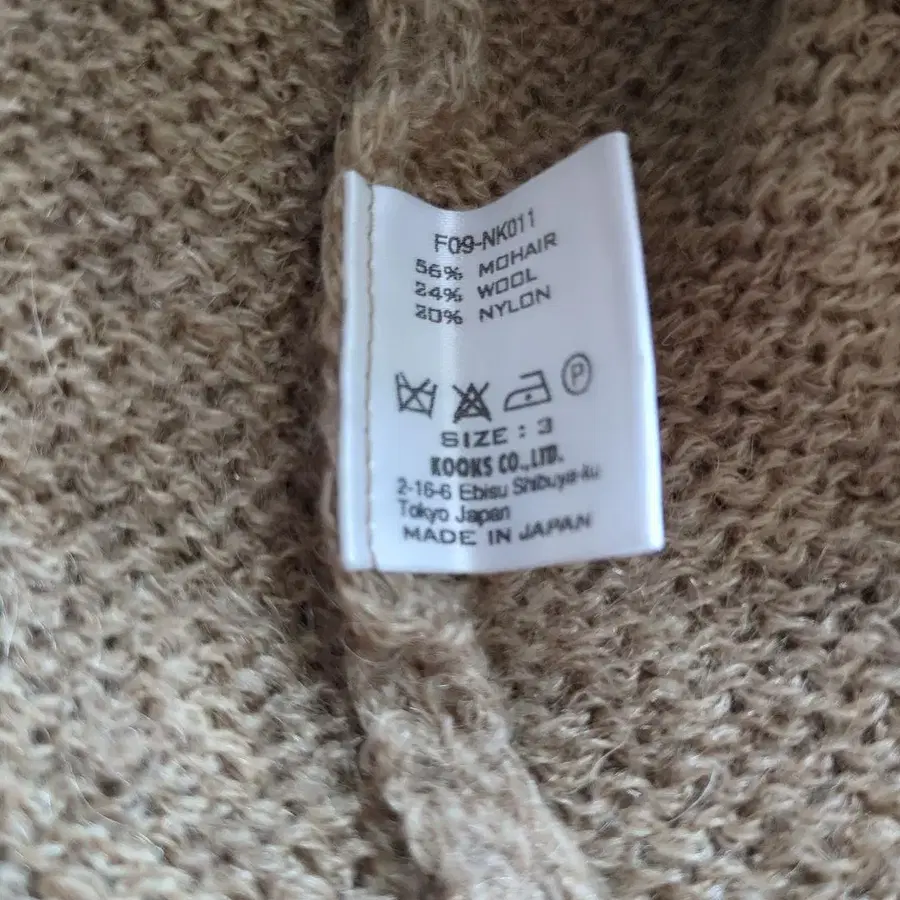 F09-NK011
56% MOHAIR
24% WOOL
20% NYLON
P
SIZE : 3
KOOKS CO.,LTD.
2-16-6 Ebisu Shibuya-ku
Tokyo Japan
MADE IN JAPAN